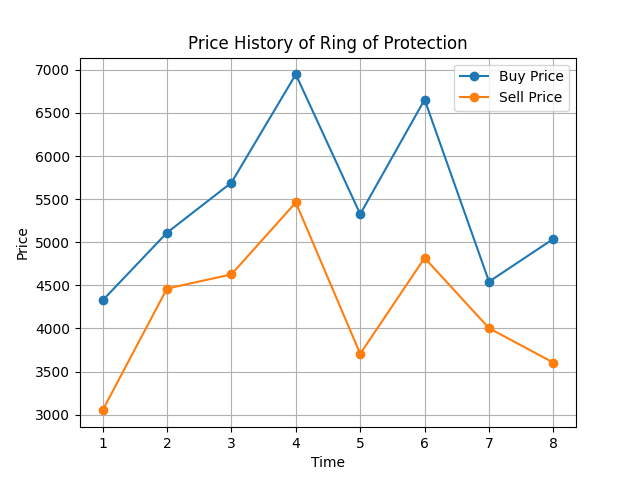 Price History of Ring of Protection
Buy Price
Sell Price
7000
6500
6000
5500
5000
4500
4000
3500
3000
Price
1 2 3 4 5 6 7 8
Time